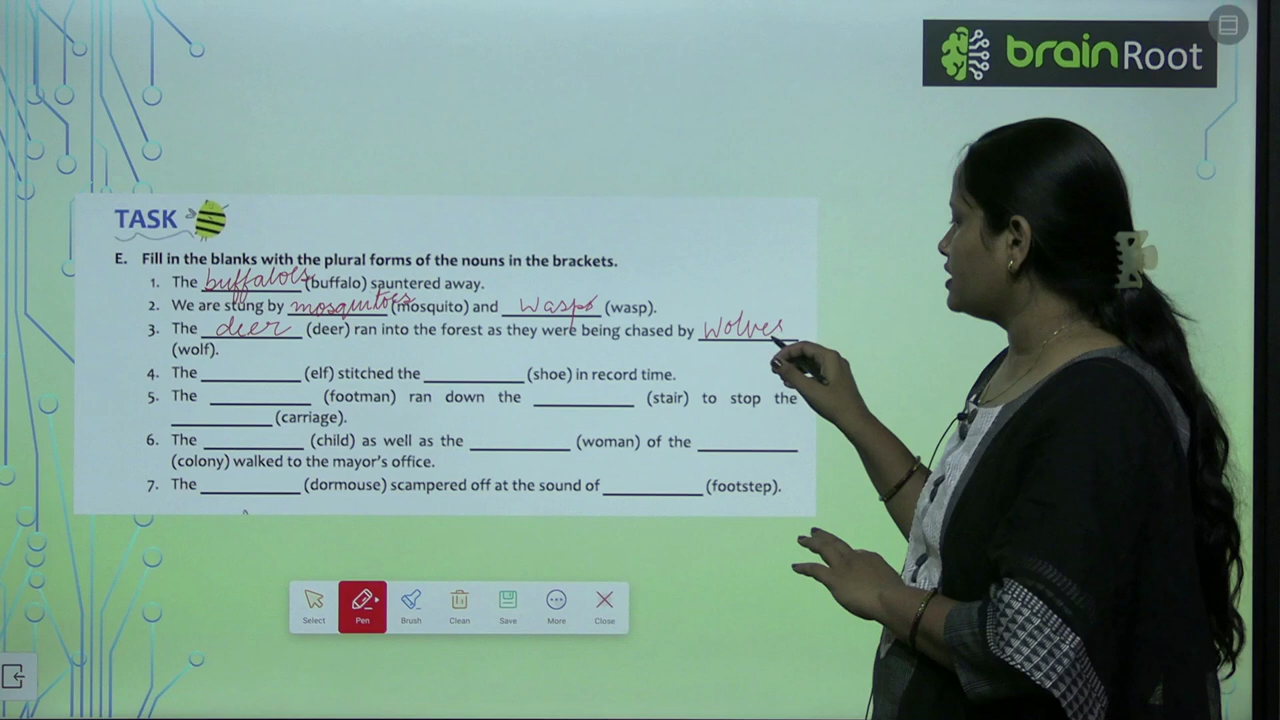 brainRoot
TASK
E. Fill in the blanks with the plural forms of the nouns in the brackets.
1. The buffaloes (buffalo) sauntered away.
2. We are stung by mosquitoes (mosquito) and wasps (wasp).
3. The deer (deer) ran into the forest as they were being chased by wolves
(wolf).
4. The ____________ (elf) stitched the ____________ (shoe) in record time.
5. The ____________ (footman) ran down the ____________ (stair) to stop the
____________ (carriage).
6. The ____________ (child) as well as the ____________ (woman) of the ____________
(colony) walked to the mayor's office.
7. The ____________ (dormouse) scampered off at the sound of ____________ (footstep).
Select Pen Brush Clean Save More Close